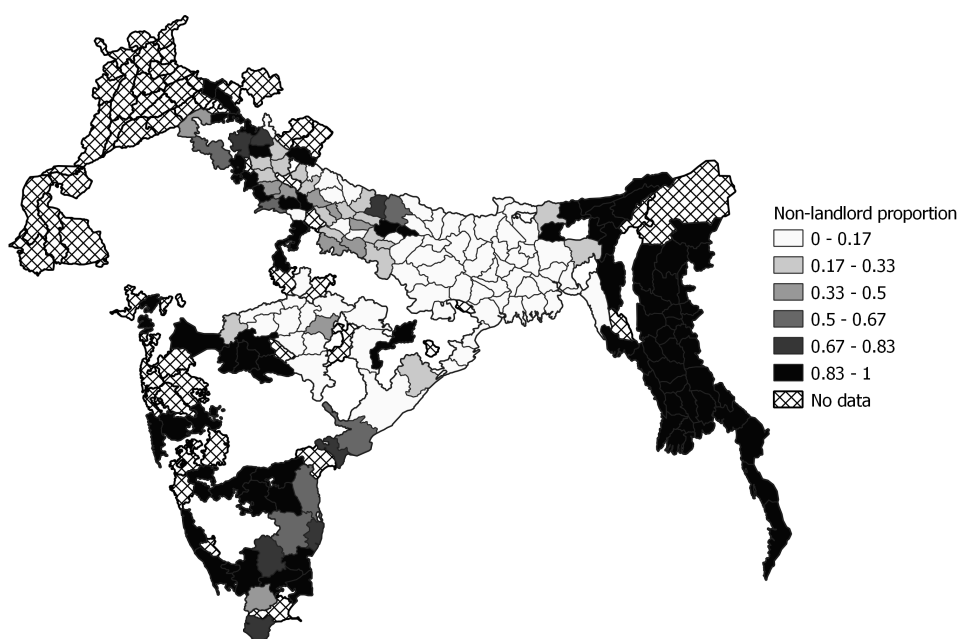 Non-landlord proportion
0 - 0.17
0.17 - 0.33
0.33 - 0.5
0.5 - 0.67
0.67 - 0.83
0.83 - 1
No data